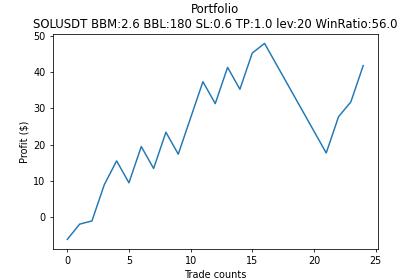 Portfolio
SOLUSDT BBM:2.6 BBL:180 SL:0.6 TP:1.0 lev:20 WinRatio:56.0
50
40
30
20
10
0
Profit ($)
0 5 10 15 20 25
Trade counts